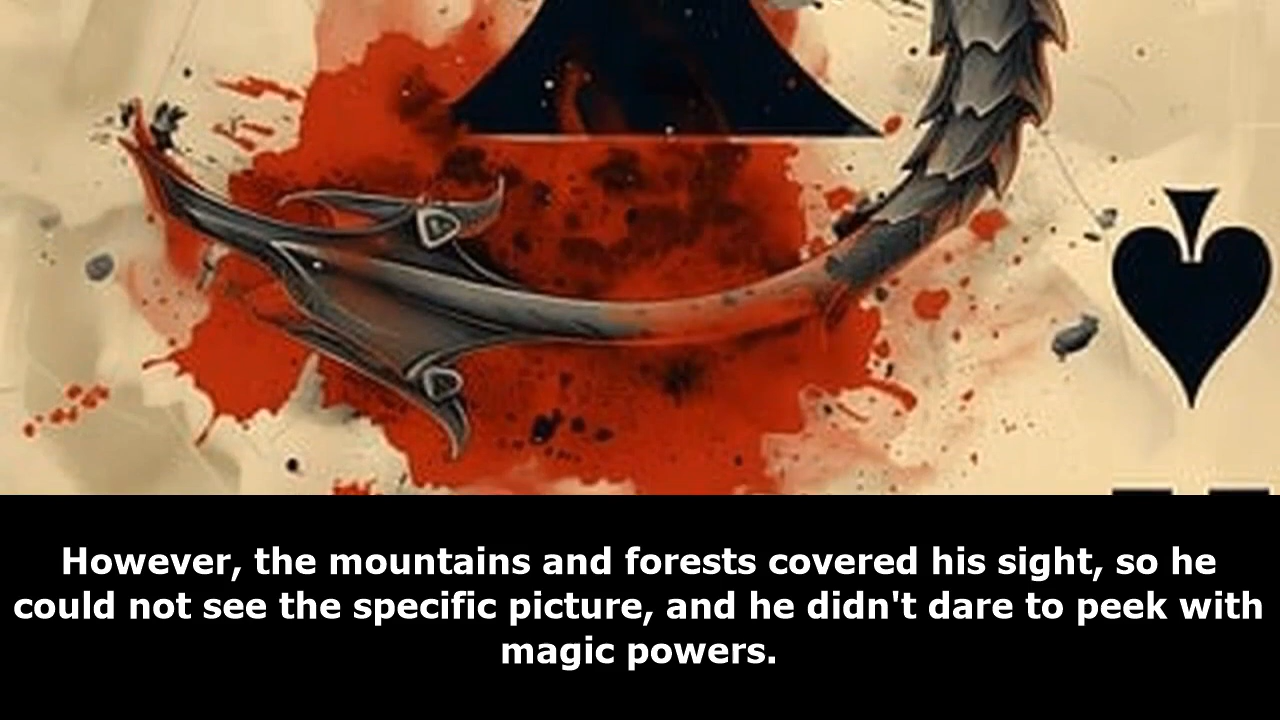 However, the mountains and forests covered his sight, so he
could not see the specific picture, and he didn't dare to peek with
magic powers.